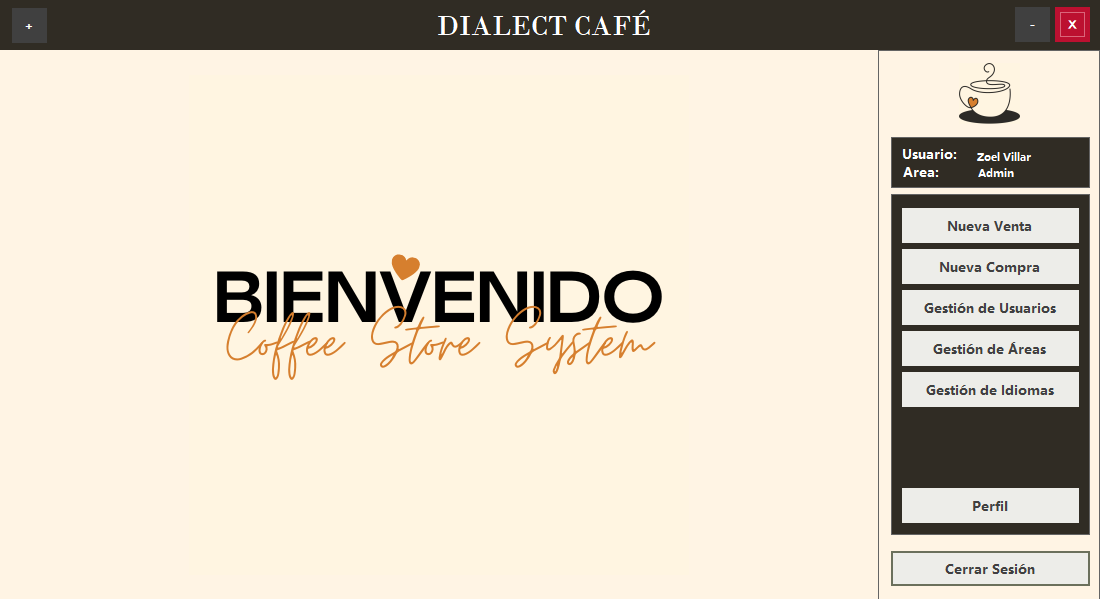 +
DIALECT CAFÉ
-
X
BIENVENIDO
Coffee Store System
Usuario: Zoel Villar
Area: Admin
Nueva Venta
Nueva Compra
Gestión de Usuarios
Gestión de Áreas
Gestión de Idiomas
Perfil
Cerrar Sesión